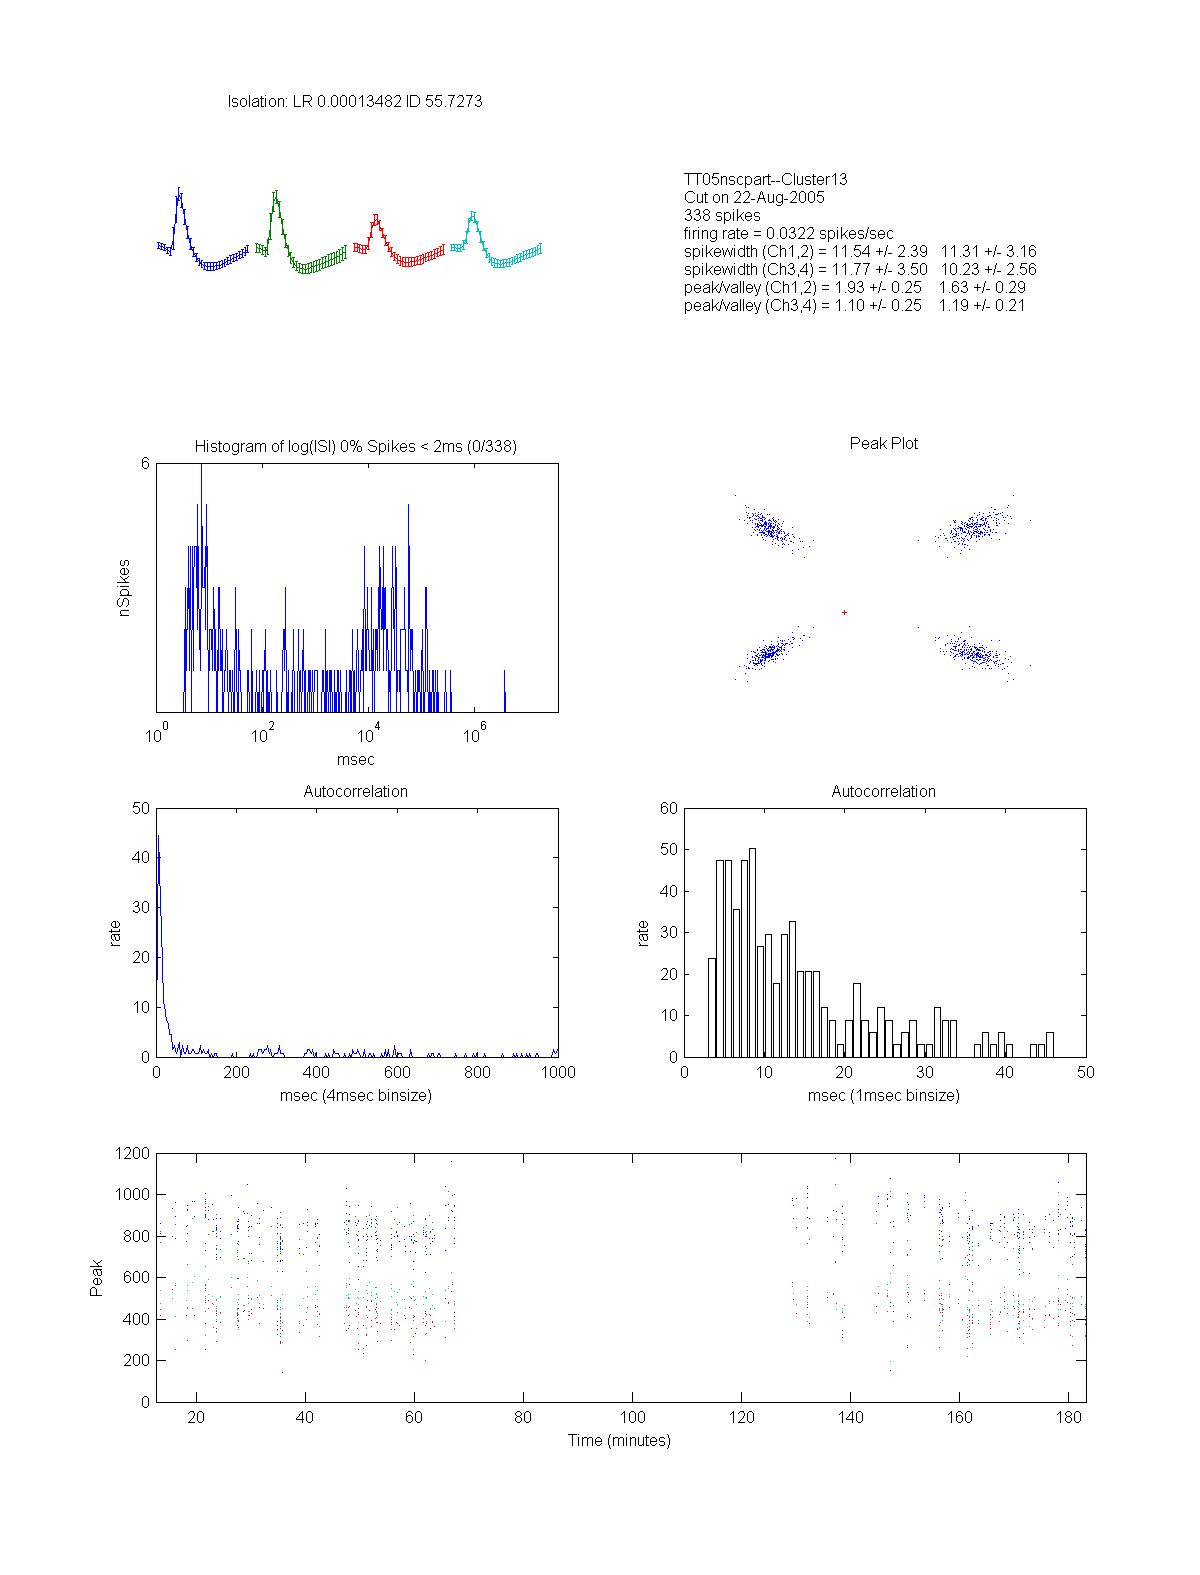 Isolation: LR 0.00013482 ID 55.7273
TT05nscpart--Cluster13
Cut on 22-Aug-2005
338 spikes
firing rate = 0.0322 spikes/sec
spikewidth (Ch1,2) = 11.54 +/- 2.39 11.31 +/- 3.16
spikewidth (Ch3,4) = 11.77 +/- 3.50 10.23 +/- 2.56
peak/valley (Ch1,2) = 1.93 +/- 0.25 1.63 +/- 0.29
peak/valley (Ch3,4) = 1.10 +/- 0.25 1.19 +/- 0.21
Histogram of log(ISI) 0% Spikes < 2ms (0/338)
6
nSpikes
10^0 10^2 10^4 10^6
msec
Peak Plot
Autocorrelation
50
40
30
20
10
0
rate
0 200 400 600 800 1000
msec (4msec binsize)
Autocorrelation
60
50
40
30
20
10
0
rate
0 10 20 30 40 50
msec (1msec binsize)
1200
1000
800
600
400
200
0
Peak
20 40 60 80 100 120 140 160 180
Time (minutes)